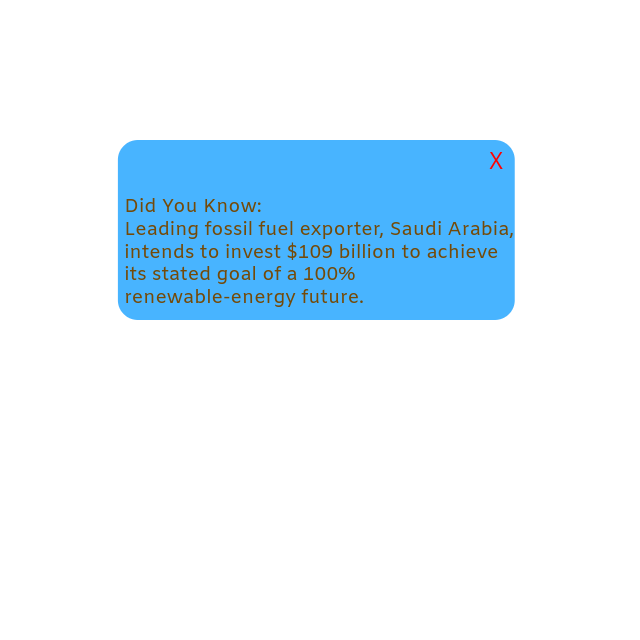 X
Did You Know:
Leading fossil fuel exporter, Saudi Arabia,
intends to invest $109 billion to achieve
its stated goal of a 100%
renewable-energy future.